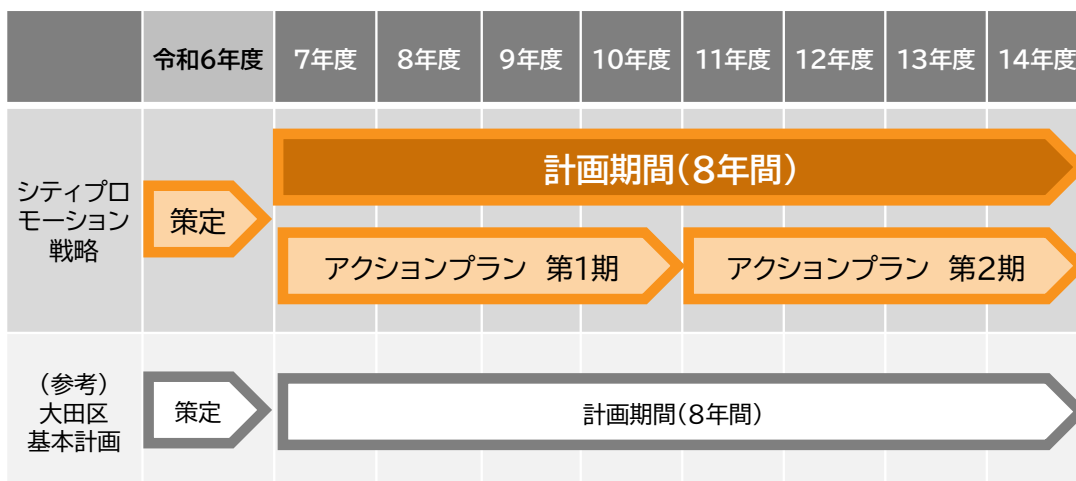 令和6年度 7年度 8年度 9年度 10年度 11年度 12年度 13年度 14年度
シティプロ
モーション
戦略
策定
計画期間(8年間)
アクションプラン 第1期 アクションプラン 第2期
(参考)
大田区
基本計画
策定
計画期間(8年間)